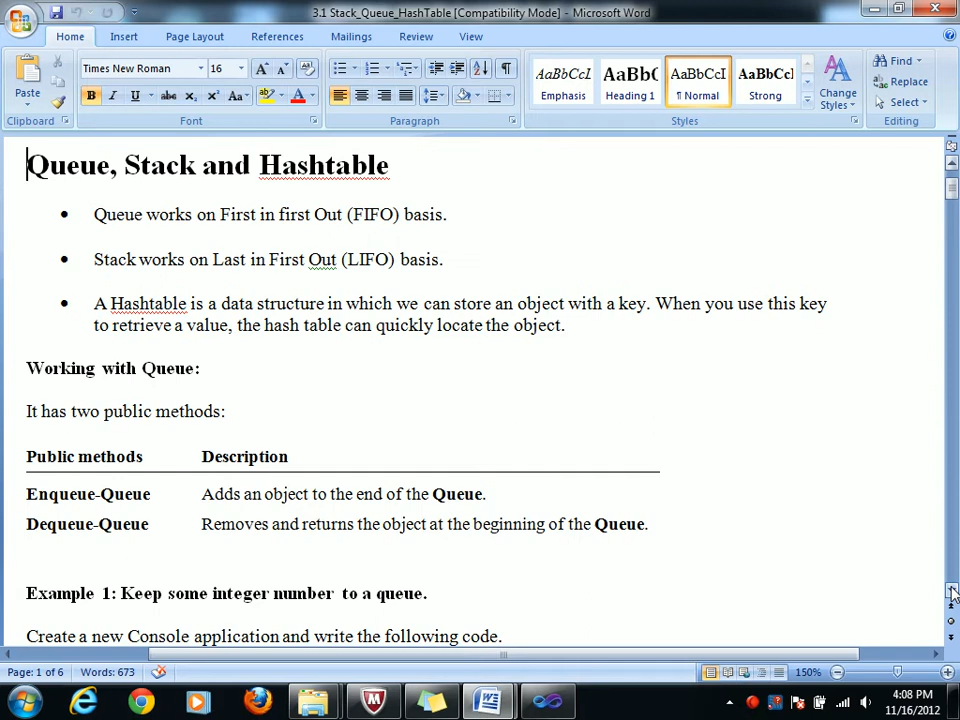 3.1 Stack_Queue_HashTable [Compatibility Mode] - Microsoft Word
Home Insert Page Layout References Mailings Review View
Paste
Times New Roman 16
B I U abc X₂ X² Aa A
AaBbCcI AaBbC AaBbCcI AaBbCcI
Emphasis Heading 1 ¶ Normal Strong
Change Styles
Find
Replace
Select
Clipboard Font Paragraph Styles Editing
Queue, Stack and Hashtable
• Queue works on First in first Out (FIFO) basis.
• Stack works on Last in First Out (LIFO) basis.
• A Hashtable is a data structure in which we can store an object with a key. When you use this key
to retrieve a value, the hash table can quickly locate the object.
Working with Queue:
It has two public methods:
Public methods Description
Enqueue-Queue Adds an object to the end of the Queue.
Dequeue-Queue Removes and returns the object at the beginning of the Queue.
Example 1: Keep some integer number to a queue.
Create a new Console application and write the following code.
Page: 1 of 6 Words: 673 150%
4:08 PM
11/16/2012